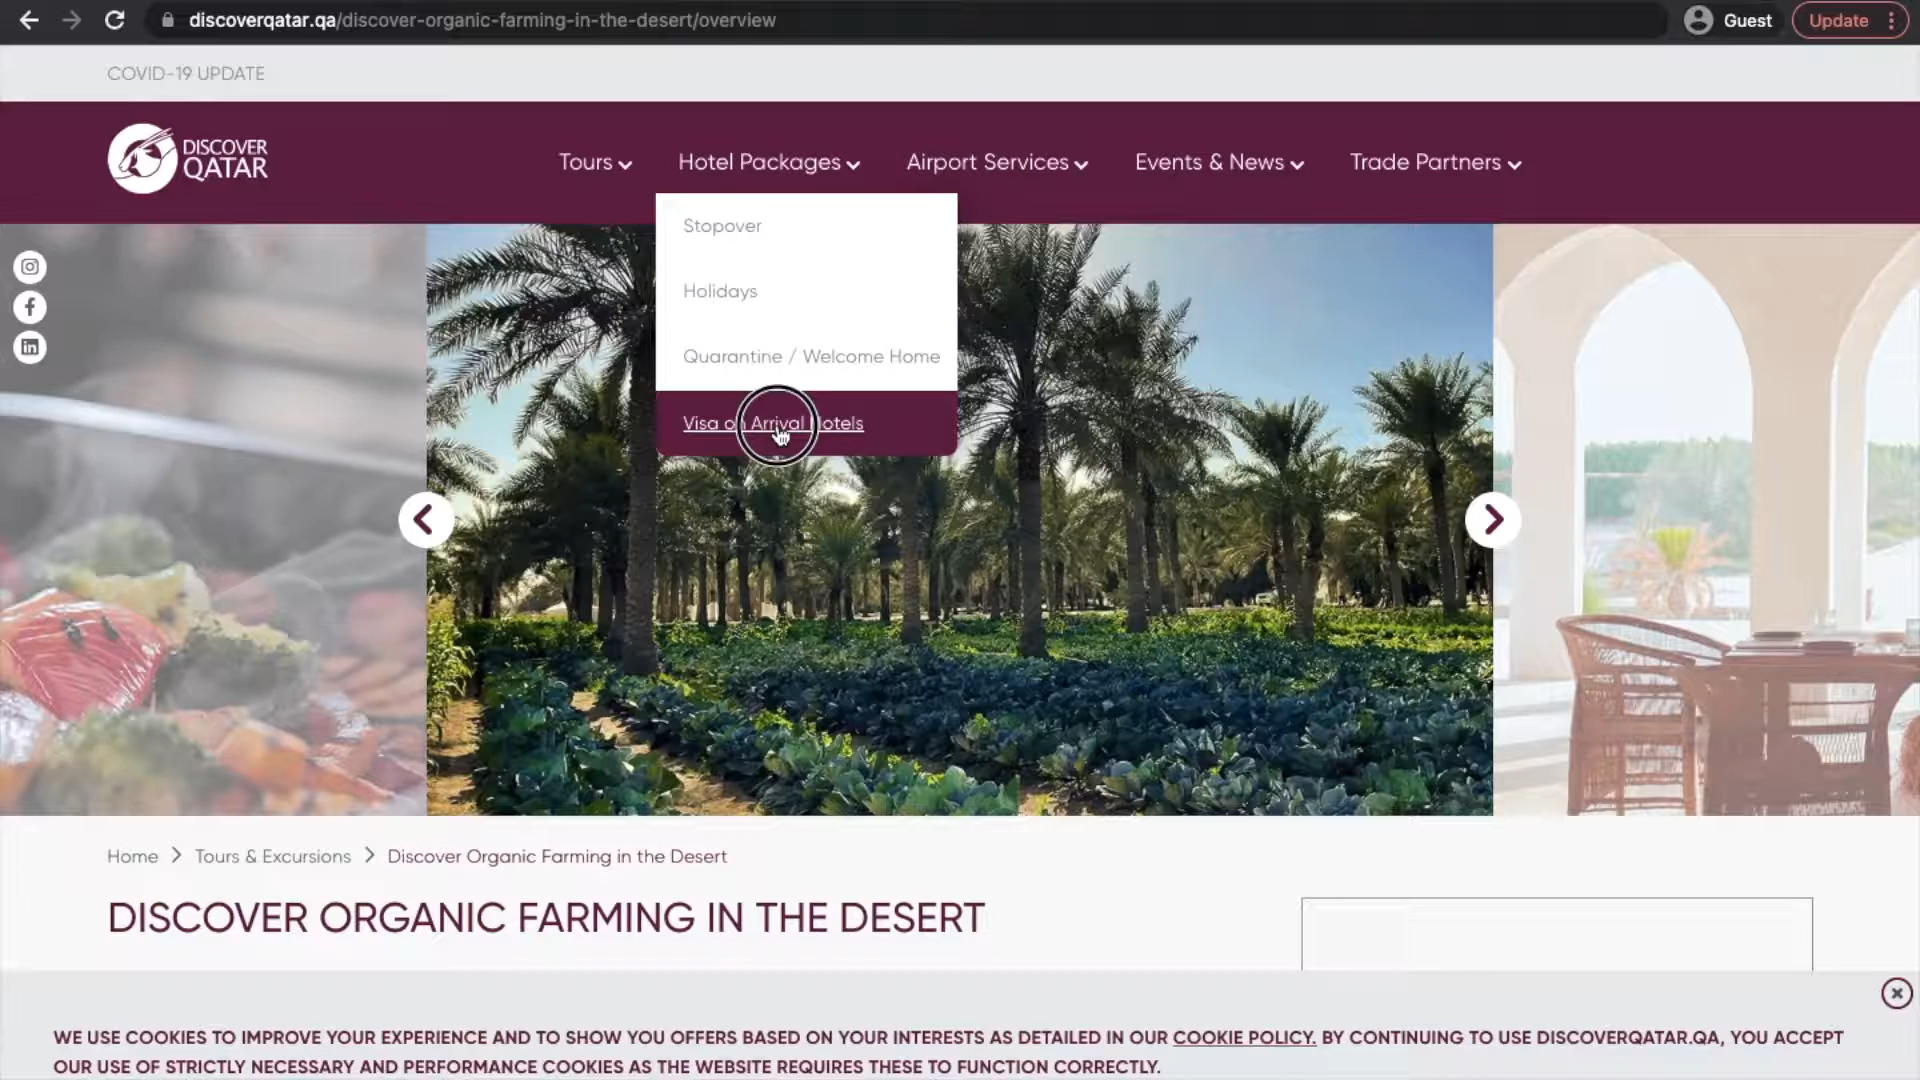 discoverqatar.qa/discover-organic-farming-in-the-desert/overview
Guest
Update
COVID-19 UPDATE
DISCOVER
QATAR
Tours
Hotel Packages
Airport Services
Events & News
Trade Partners
Stopover
Holidays
Quarantine / Welcome Home
Visa on Arrival Hotels
Home > Tours & Excursions > Discover Organic Farming in the Desert
DISCOVER ORGANIC FARMING IN THE DESERT
WE USE COOKIES TO IMPROVE YOUR EXPERIENCE AND TO SHOW YOU OFFERS BASED ON YOUR INTERESTS AS DETAILED IN OUR COOKIE POLICY. BY CONTINUING TO USE DISCOVERQATAR.QA, YOU ACCEPT
OUR USE OF STRICTLY NECESSARY AND PERFORMANCE COOKIES AS THE WEBSITE REQUIRES THESE TO FUNCTION CORRECTLY.